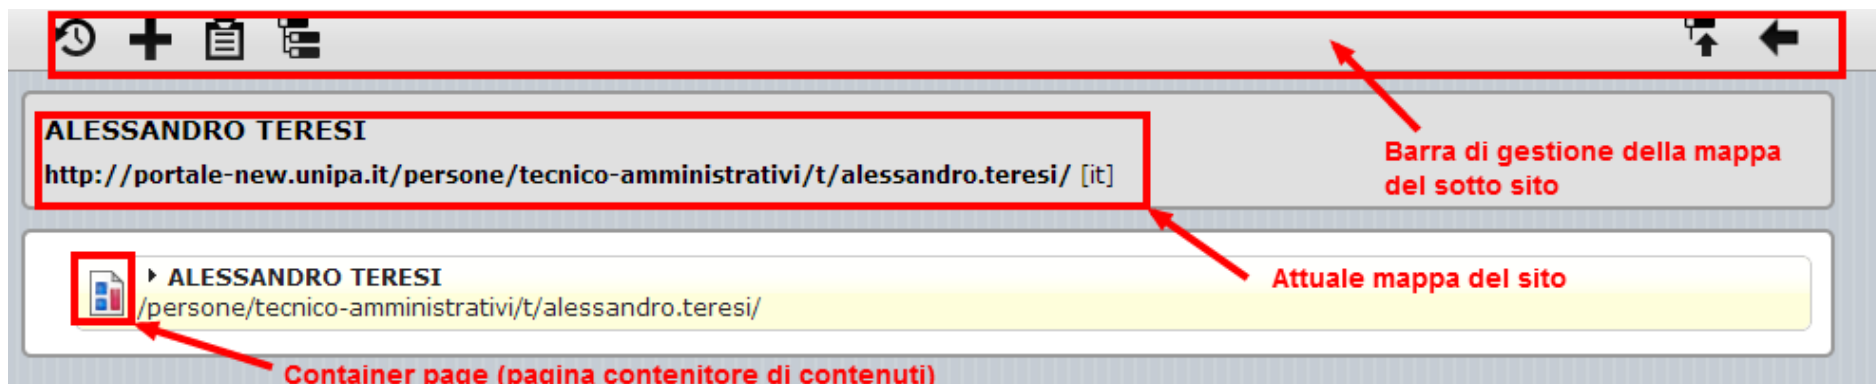 ALESSANDRO TERESI
http://portale-new.unipa.it/persone/tecnico-amministrativi/t/alessandro.teresi/ [it]
Barra di gestione della mappa
del sotto sito
ALESSANDRO TERESI
/persone/tecnico-amministrativi/t/alessandro.teresi/
Attuale mappa del sito
Container page (pagina contenitore di contenuti)